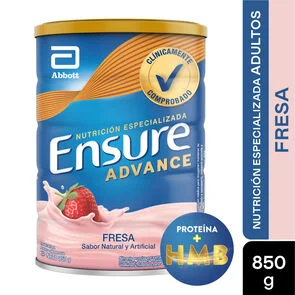 Abbott
CLÍNICAMENTE
COMPROBADO
NUTRICIÓN ESPECIALIZADA
Ensure
ADVANCE
FRESA
Sabor Natural y Artificial
PROTEÍNA
+
HMB
NUTRICIÓN ESPECIALIZADA ADULTOS
FRESA
850
g